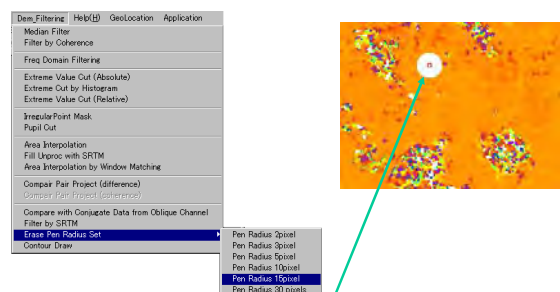 Dem_Filtering Help(H) GeoLocation Application
Median Filter
Filter by Coherence
Freq Domain Filtering
Extreme Value Cut (Absolute)
Extreme Cut by Histogram
Extreme Value Cut (Relative)
IrregularPoint Mask
Pupil Cut
Area Interpolation
Fill Unproc with SRTM
Area Interpolation by Window Matching
Compair Pair Project (difference)
Compair Pair Project (coherence)
Compare with Conjugate Data from Oblique Channel
Filter by SRTM
Erase Pen Radius Set
Contour Draw
Pen Radius 2pixel
Pen Radius 3pixel
Pen Radius 5pixel
Pen Radius 10pixel
Pen Radius 15pixel
Pen Radius 30 pixels